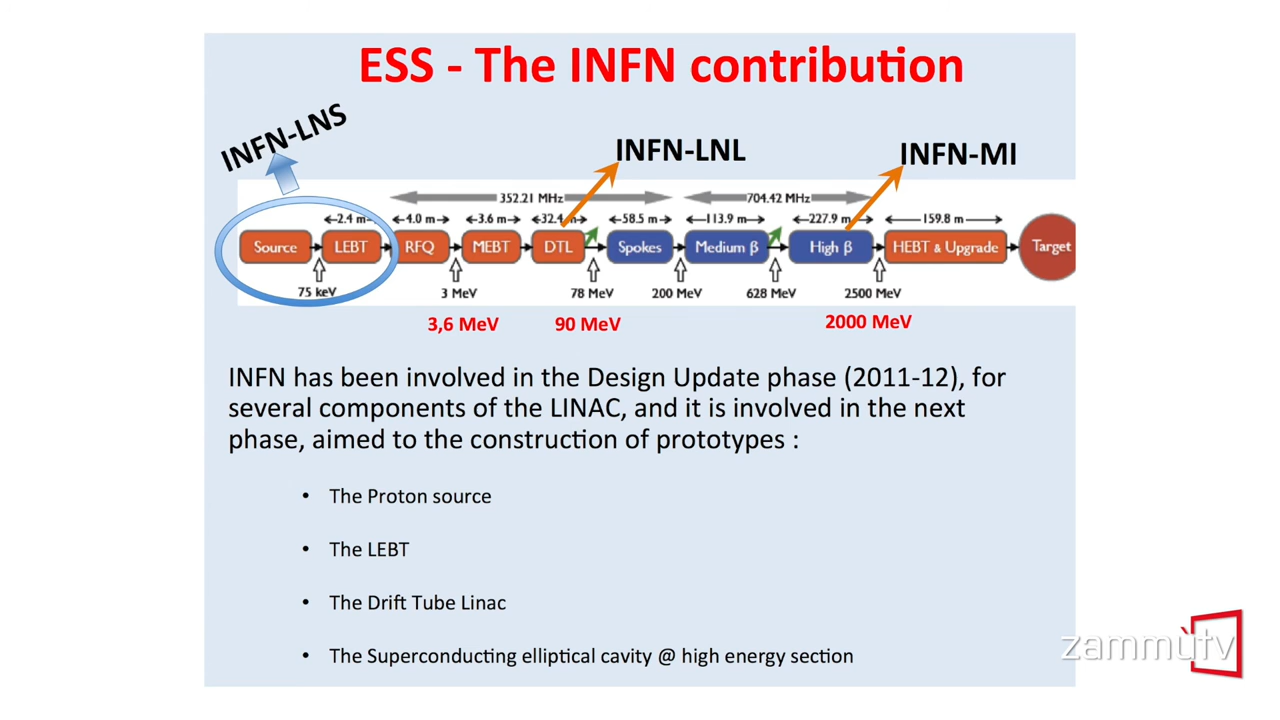 ESS - The INFN contribution
INFN-LNS
INFN-LNL
INFN-MI
352.21 MHz
704.42 MHz
2.4 m
4.0 m
3.6 m
32.4
58.5 m
113.9 m
227.9 m
159.8 m
Source
LEBT
RFQ
MEBT
DTL
Spokes
Medium β
High β
HEBT & Upgrade
Target
75 keV
3 MeV
78 MeV
200 MeV
628 MeV
2500 MeV
3,6 MeV
90 MeV
2000 MeV
INFN has been involved in the Design Update phase (2011-12), for
several components of the LINAC, and it is involved in the next
phase, aimed to the construction of prototypes :
• The Proton source
• The LEBT
• The Drift Tube Linac
• The Superconducting elliptical cavity @ high energy section
zammùtv